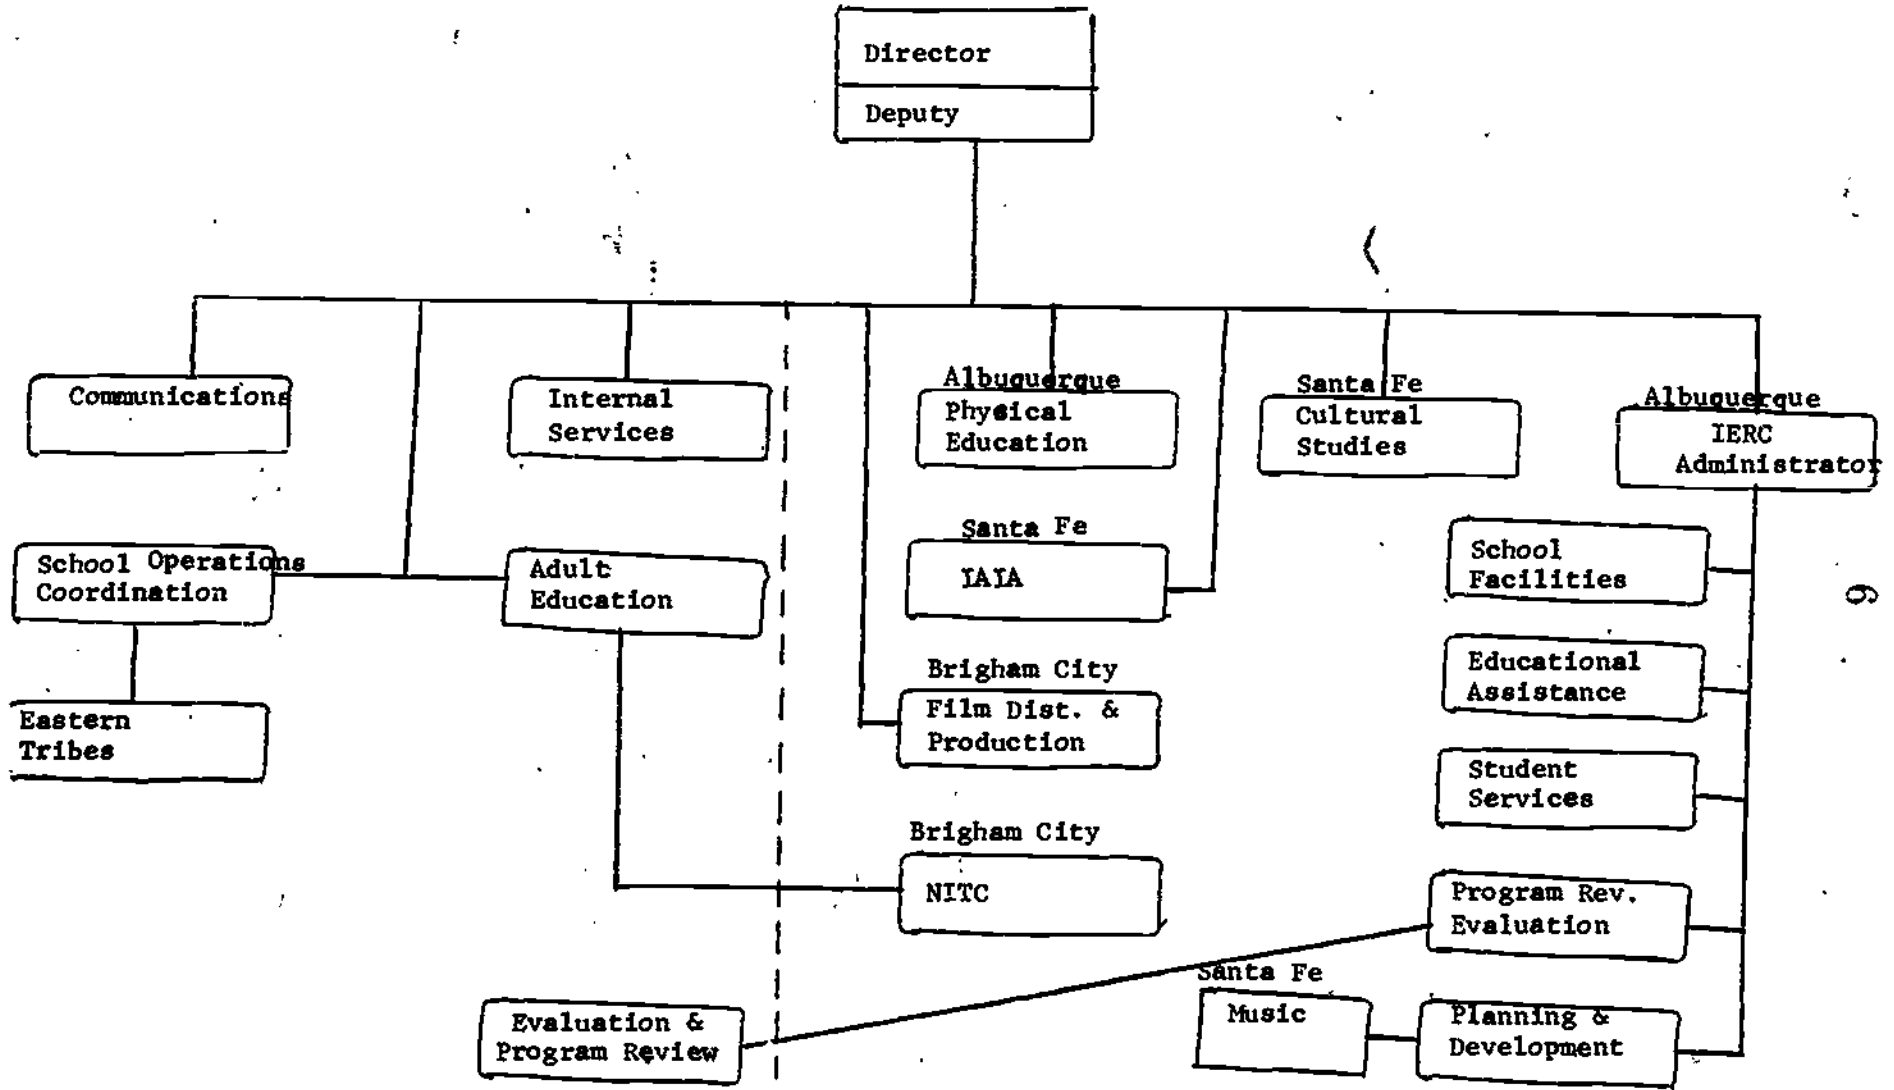 Director
Deputy
Communications
Internal
Services
Albuquerque
Physical
Education
Santa Fe
Cultural
Studies
Albuquerque
IERC
Administrator
School Operations
Coordination
Adult
Education
Santa Fe
IAIA
School
Facilities
9
Eastern
Tribes
Brigham City
Film Dist. &
Production
Educational
Assistance
Student
Services
Brigham City
NITC
Program Rev.
Evaluation
Evaluation &
Program Review
Santa Fe
Music
Planning &
Development